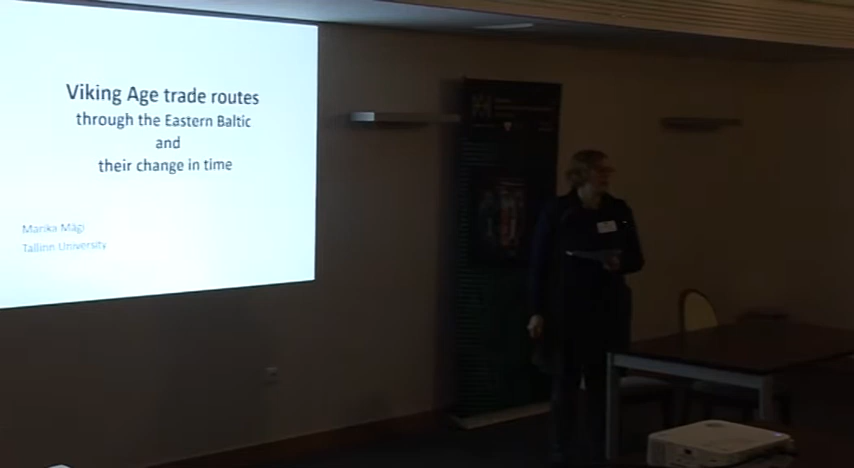 Viking Age trade routes
through the Eastern Baltic
and
their change in time
Marika Mägi
Tallinn University